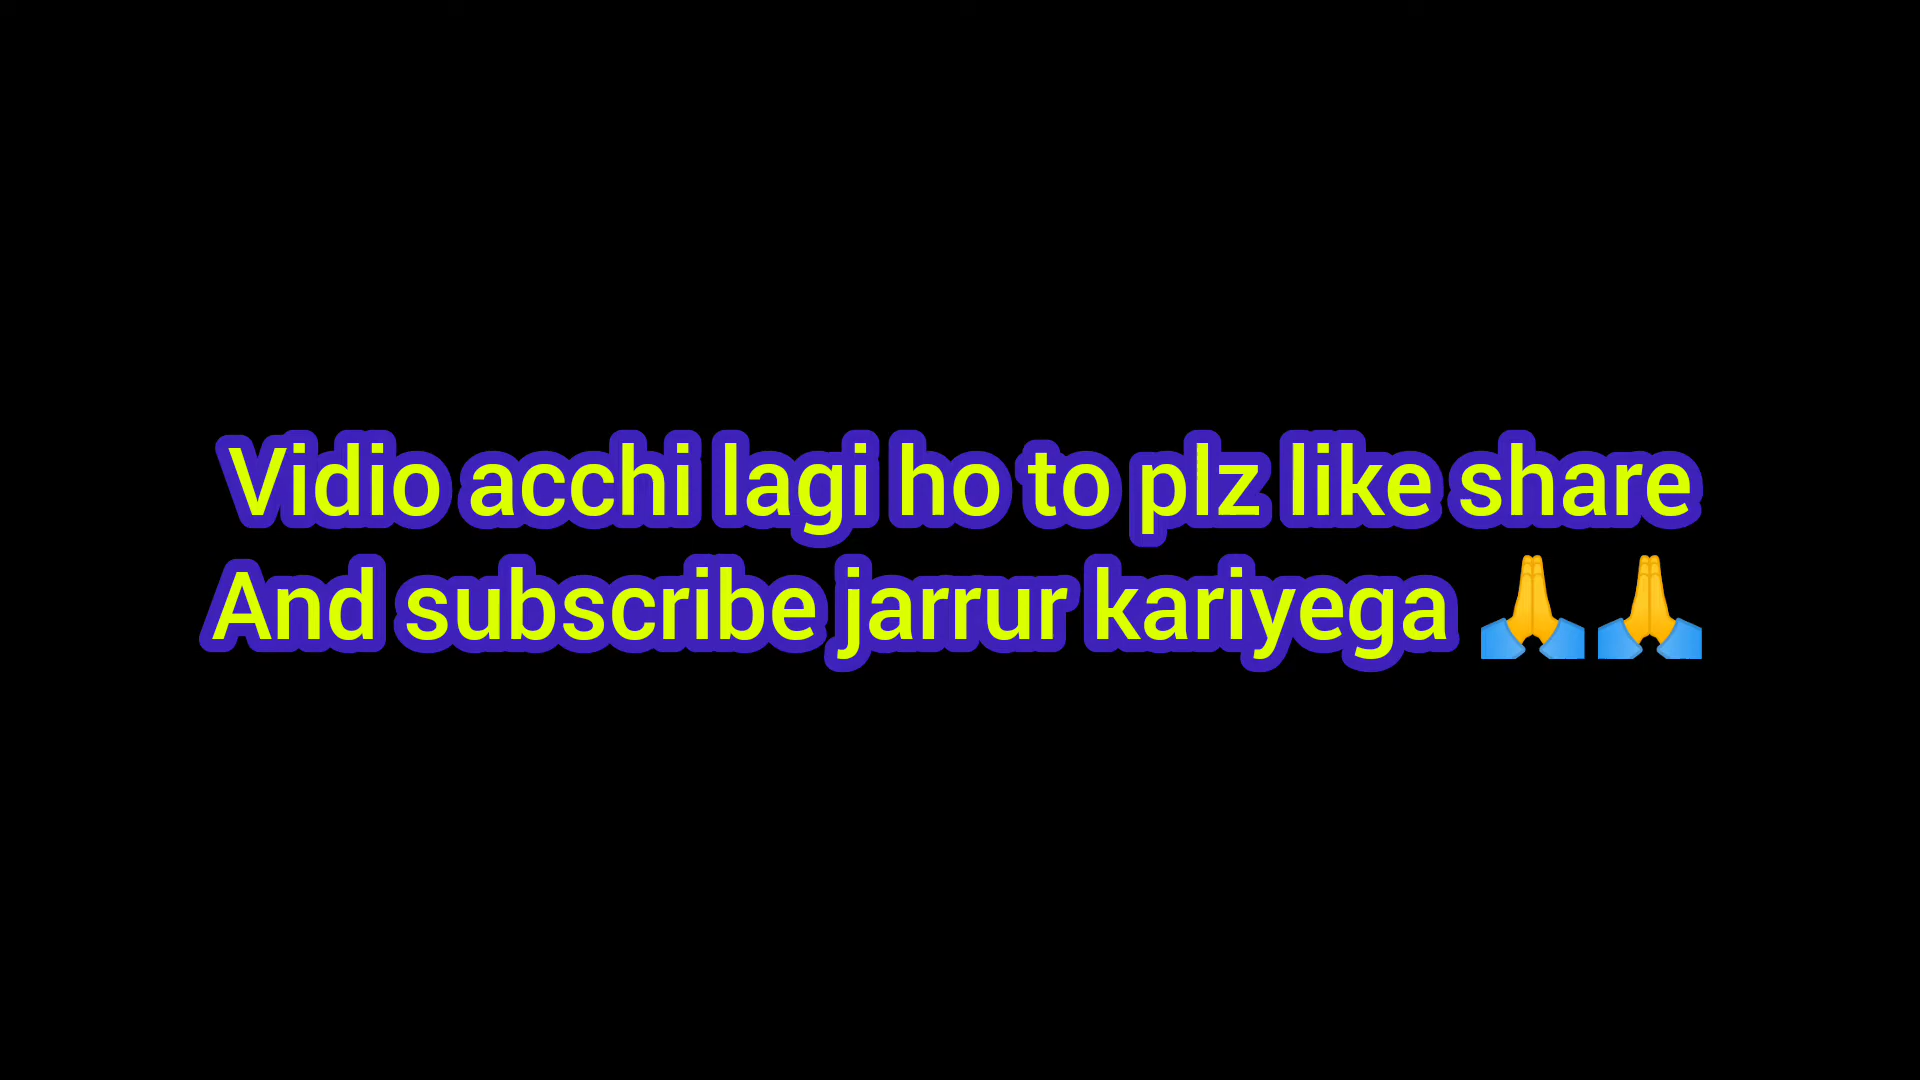 Vidio acchi lagi ho to plz like share
And subscribe jarrur kariyega 🙏🙏